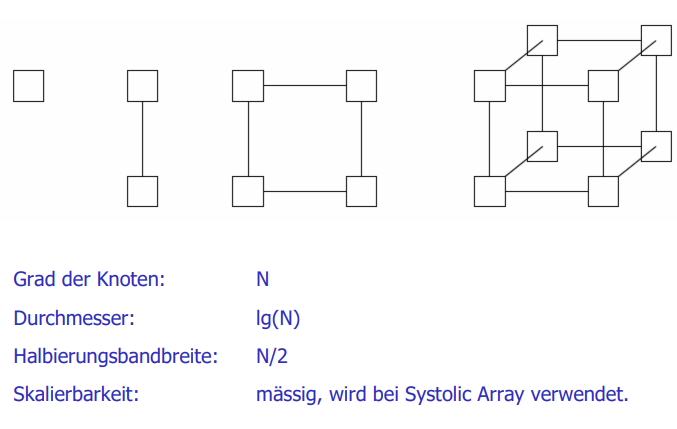 Grad der Knoten: N
Durchmesser: lg(N)
Halbierungsbandbreite: N/2
Skalierbarkeit: mässig, wird bei Systolic Array verwendet.